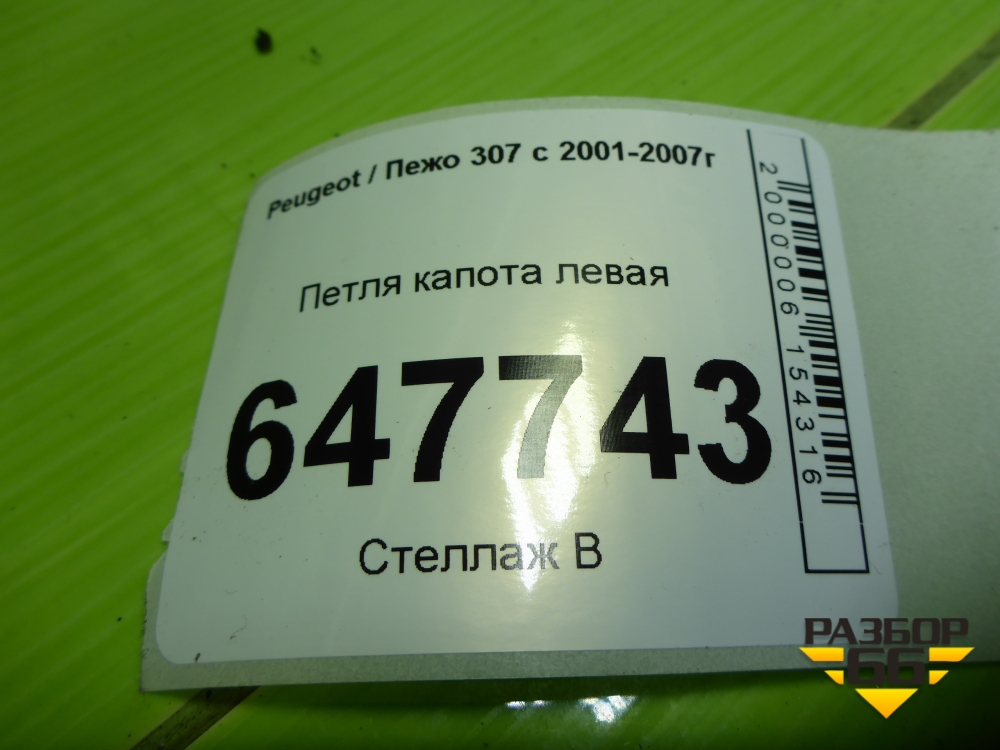 Peugeot / Пежо 307 с 2001-2007г
Петля капота левая
647743
Стеллаж В
2000006154316
РАЗБОР
66